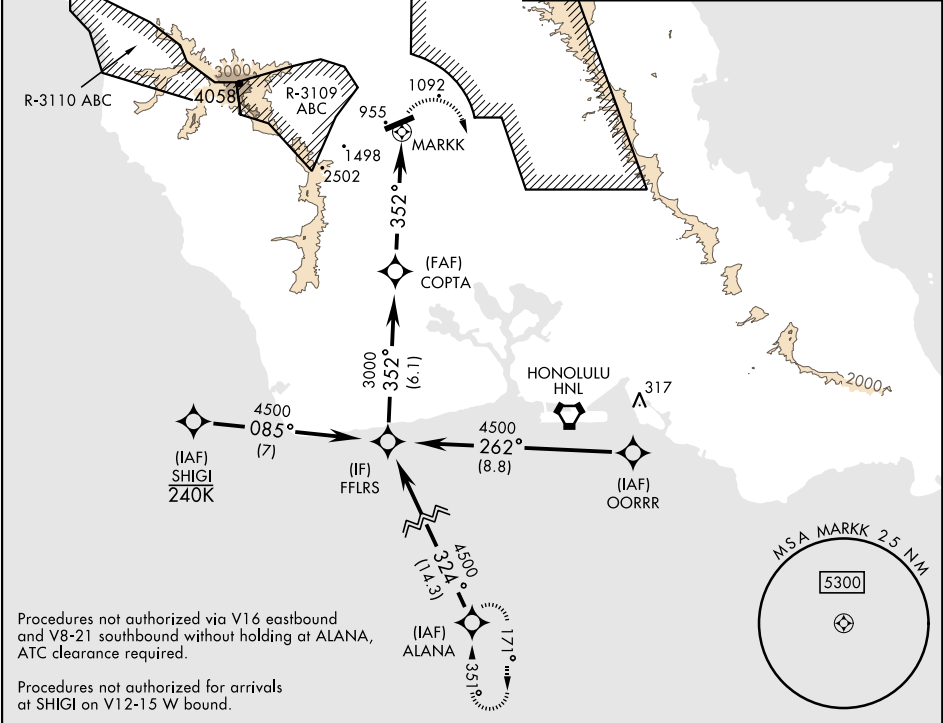 R-3110 ABC
3000
4058
R-3109
ABC
955
1092
MARKK
1498
2502
352°
(FAF)
COPTA
3000
352°
(6.1)
HONOLULU
HNL
317
2000
4500
085°
(7)
4500
262°
(8.8)
(IAF)
SHIGI
240K
(IF)
FFLRS
(IAF)
OORRR
4500
324°
(14.3)
(IAF)
ALANA
171°
351°
MSA MARKK 25 NM
5300
Procedures not authorized via V16 eastbound
and V8-21 southbound without holding at ALANA,
ATC clearance required.
Procedures not authorized for arrivals
at SHIGI on V12-15 W bound.